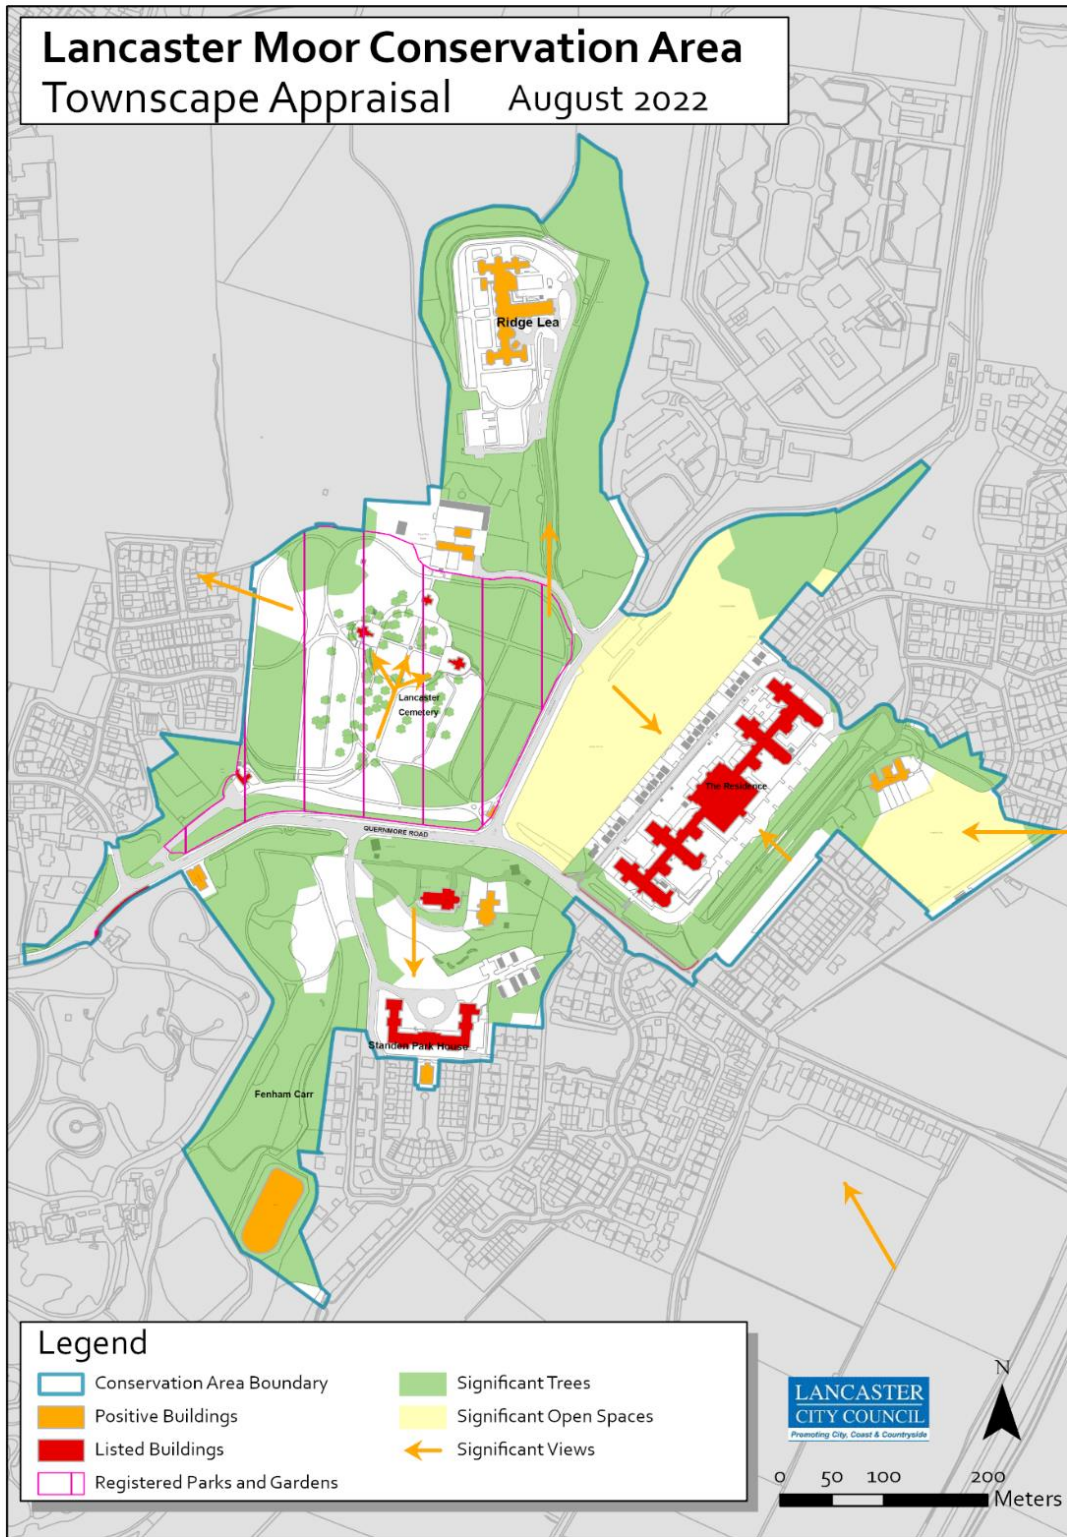 Lancaster Moor Conservation Area
Townscape Appraisal August 2022
Ridge Lea
Lancaster
Cemetery
The Residence
QUERNMORE ROAD
Standen Park House
Fenham Carr
Legend
Conservation Area Boundary
Positive Buildings
Listed Buildings
Registered Parks and Gardens
Significant Trees
Significant Open Spaces
Significant Views
LANCASTER
CITY COUNCIL
Promoting City, Coast & Countryside
N
0 50 100 200
Meters